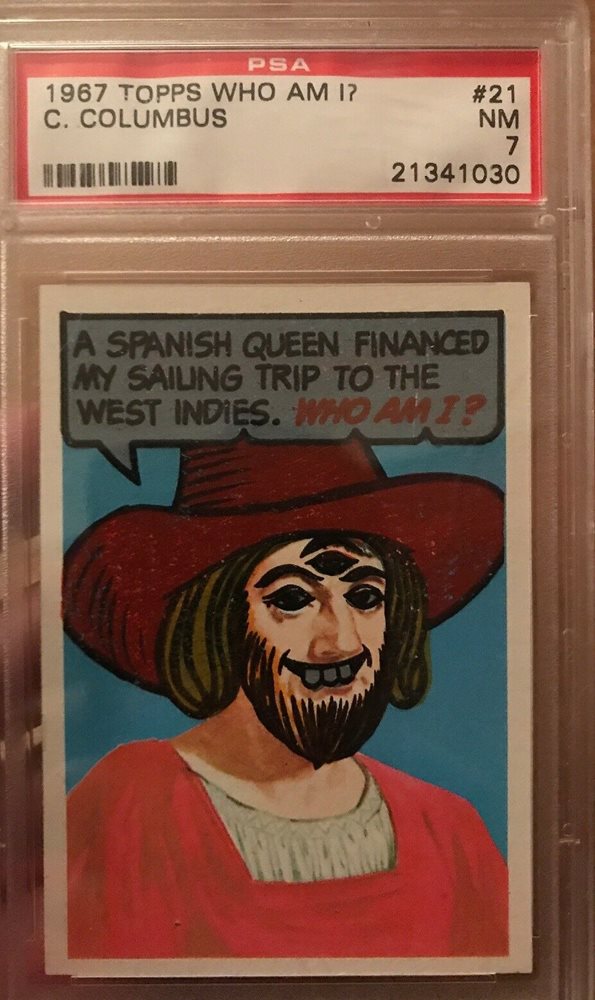 PSA
1967 TOPPS WHO AM I? #21
C. COLUMBUS NM
7
21341030
A SPANISH QUEEN FINANCED
MY SAILING TRIP TO THE
WEST INDIES. WHO AM I?